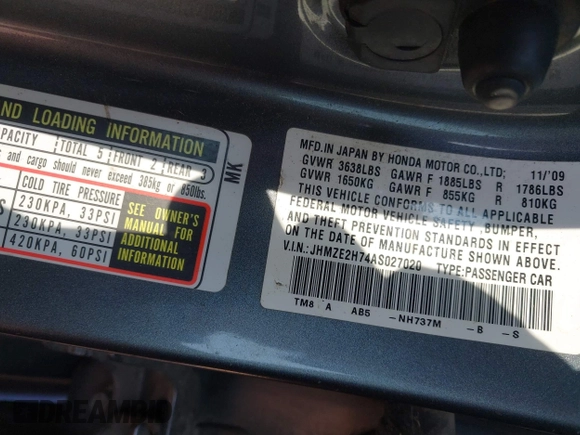 ND LOADING INFORMATION
APACITY TOTAL 5 FRONT 2 REAR 3
s and cargo should never exceed 385kg or 850lbs.
COLD TIRE PRESSURE
S 230KPA, 33PSI
230KPA, 33PSI
420KPA, 60PSI
SEE OWNER'S
MANUAL FOR
ADDITIONAL
INFORMATION
MK
MFD.IN JAPAN BY HONDA MOTOR CO.,LTD; 11/'09
GVWR 3638LBS GAWR F 1885LBS R 1786LBS
GVWR 1650KG GAWR F 855KG R 810KG
THIS VEHICLE CONFORMS TO ALL APPLICABLE
FEDERAL MOTOR VEHICLE SAFETY, BUMPER,
AND THEFT PREVENTION STANDARDS IN EFFECT
ON THE DATE OF MANUFACTURE SHOWN ABOVE.
V.I.N: JHMZE2H74AS027020 TYPE:PASSENGER CAR
TM8 A AB5 -NH737M -B -S
DREAMBID